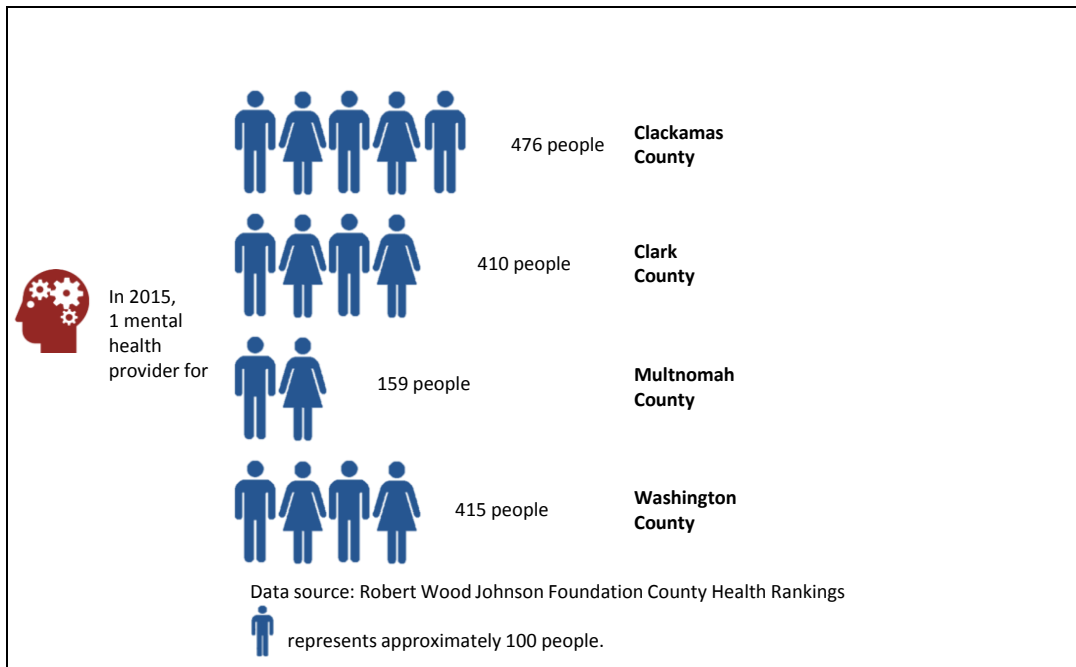 476 people
Clackamas
County
410 people
Clark
County
In 2015,
1 mental
health
provider for
159 people
Multnomah
County
415 people
Washington
County
Data source: Robert Wood Johnson Foundation County Health Rankings
represents approximately 100 people.